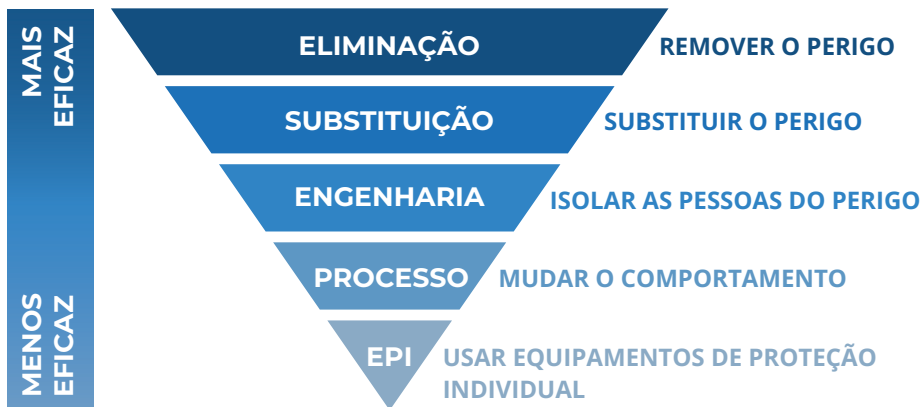 MAIS
EFICAZ
ELIMINAÇÃO
REMOVER O PERIGO
SUBSTITUIÇÃO
SUBSTITUIR O PERIGO
ENGENHARIA
ISOLAR AS PESSOAS DO PERIGO
PROCESSO
MUDAR O COMPORTAMENTO
MENOS
EFICAZ
EPI
USAR EQUIPAMENTOS DE PROTEÇÃO
INDIVIDUAL